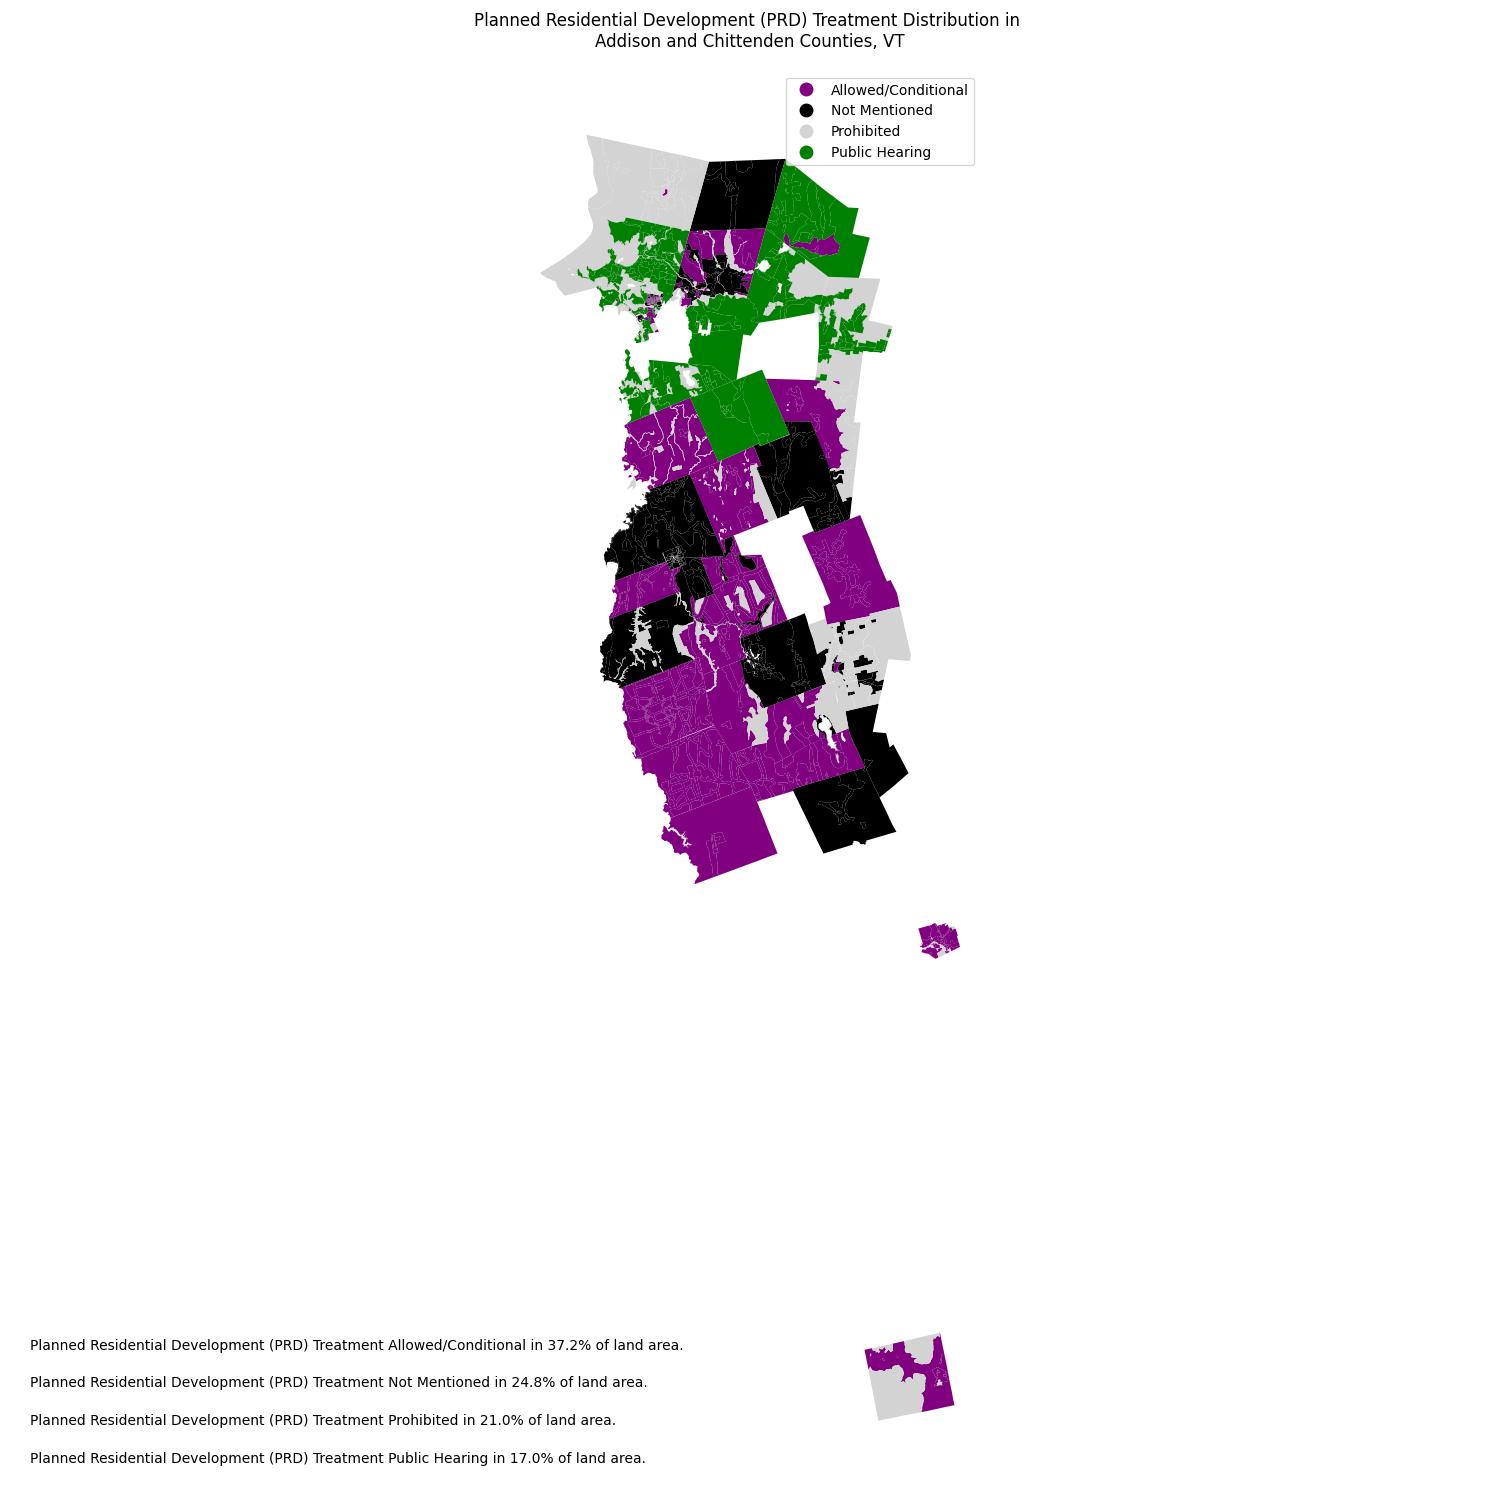 Planned Residential Development (PRD) Treatment Distribution in
Addison and Chittenden Counties, VT
Allowed/Conditional
Not Mentioned
Prohibited
Public Hearing
Planned Residential Development (PRD) Treatment Allowed/Conditional in 37.2% of land area.
Planned Residential Development (PRD) Treatment Not Mentioned in 24.8% of land area.
Planned Residential Development (PRD) Treatment Prohibited in 21.0% of land area.
Planned Residential Development (PRD) Treatment Public Hearing in 17.0% of land area.